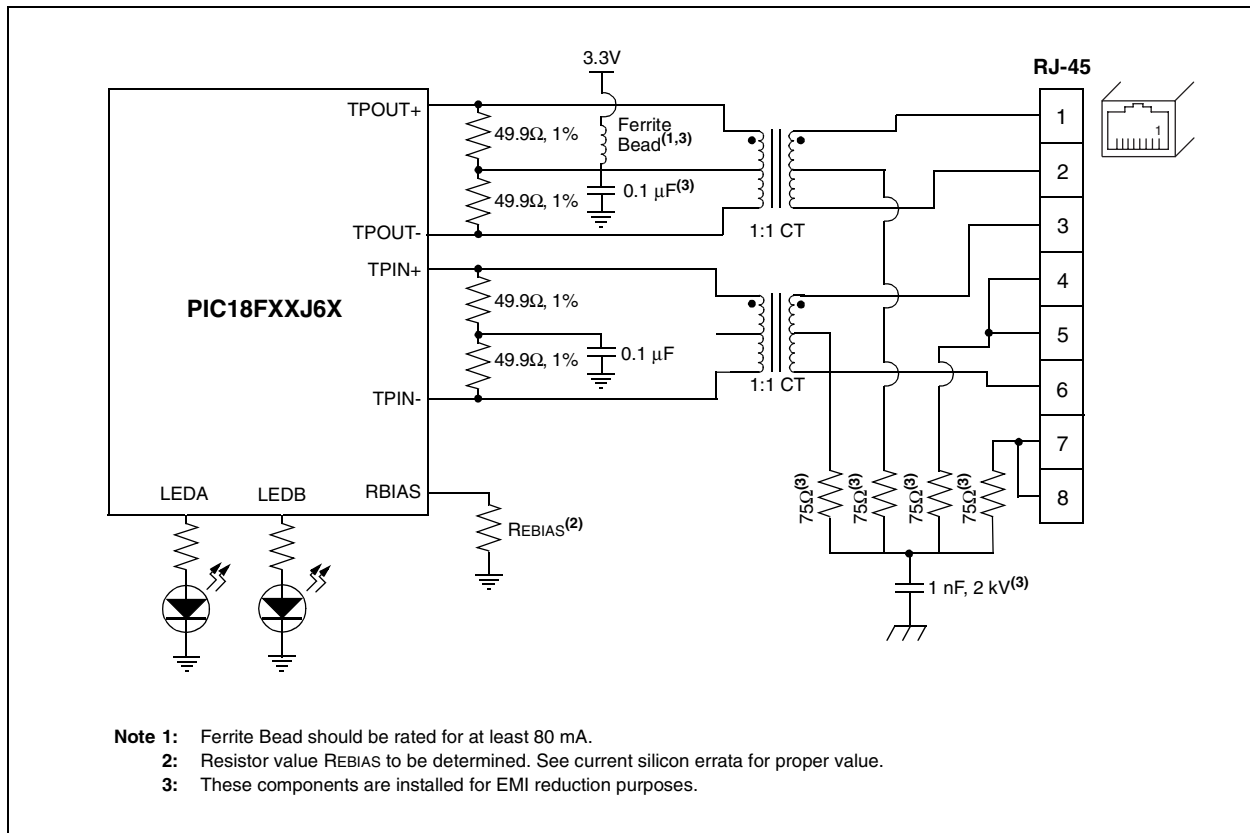 3.3V
RJ-45
TPOUT+
49.9Ω, 1%
Ferrite
Bead(1,3)
1
1
2
49.9Ω, 1%
0.1 μF(3)
TPOUT-
1:1 CT
3
TPIN+
4
PIC18FXXJ6X
49.9Ω, 1%
5
49.9Ω, 1%
0.1 μF
6
TPIN-
1:1 CT
7
LEDA
LEDB
RBIAS
75Ω(3)
75Ω(3)
75Ω(3)
75Ω(3)
8
REBIAS(2)
1 nF, 2 kV(3)
Note 1: Ferrite Bead should be rated for at least 80 mA.
2: Resistor value REBIAS to be determined. See current silicon errata for proper value.
3: These components are installed for EMI reduction purposes.